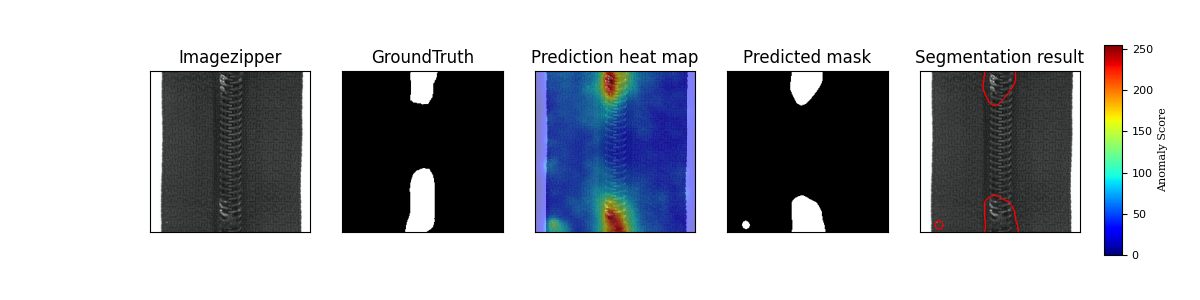 Imagezipper
GroundTruth
Prediction heat map
Predicted mask
Segmentation result
250
200
150
100
50
0
Anomaly Score